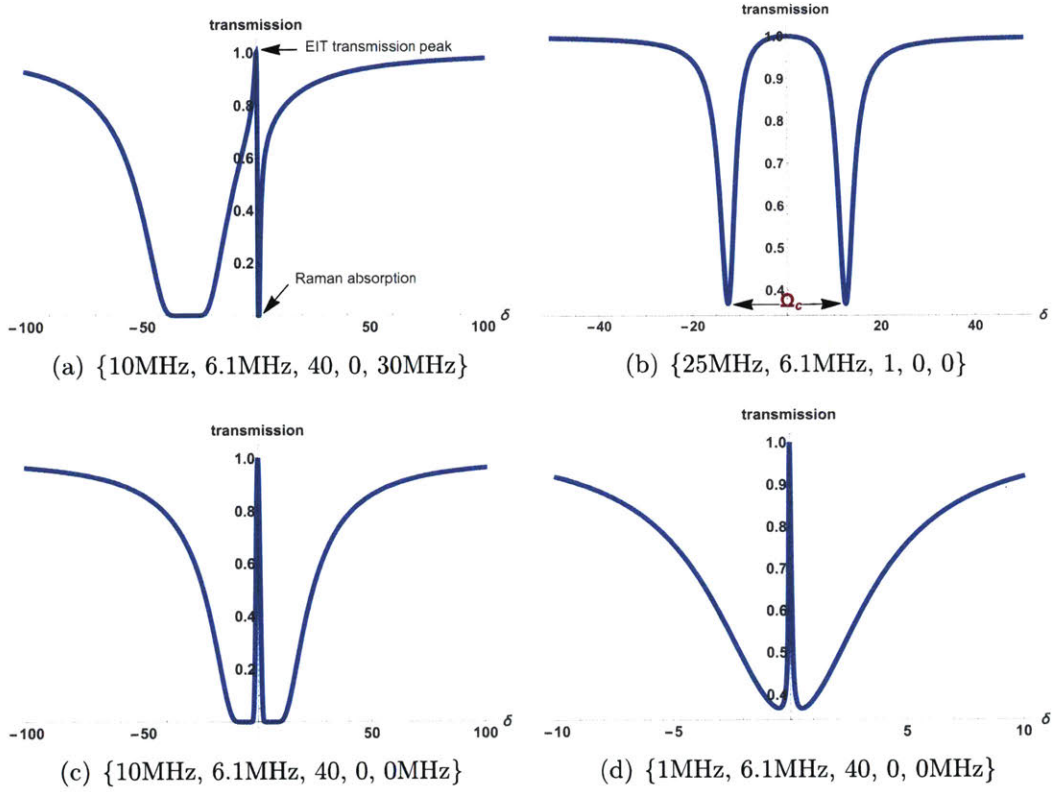 transmission
1.0
EIT transmission peak
0.8
0.6
0.4
0.2
Raman absorption
-100
-50
50
100
δ
(a) {10MHz, 6.1MHz, 40, 0, 30MHz}
transmission
1.0
0.9
0.8
0.7
0.6
0.5
0.4
Ωc
-40
-20
20
40
δ
(b) {25MHz, 6.1MHz, 1, 0, 0}
transmission
1.0
0.8
0.6
0.4
0.2
-100
-50
50
100
δ
(c) {10MHz, 6.1MHz, 40, 0, 0MHz}
transmission
1.0
0.9
0.8
0.7
0.6
0.5
0.4
-10
-5
5
10
δ
(d) {1MHz, 6.1MHz, 40, 0, 0MHz}